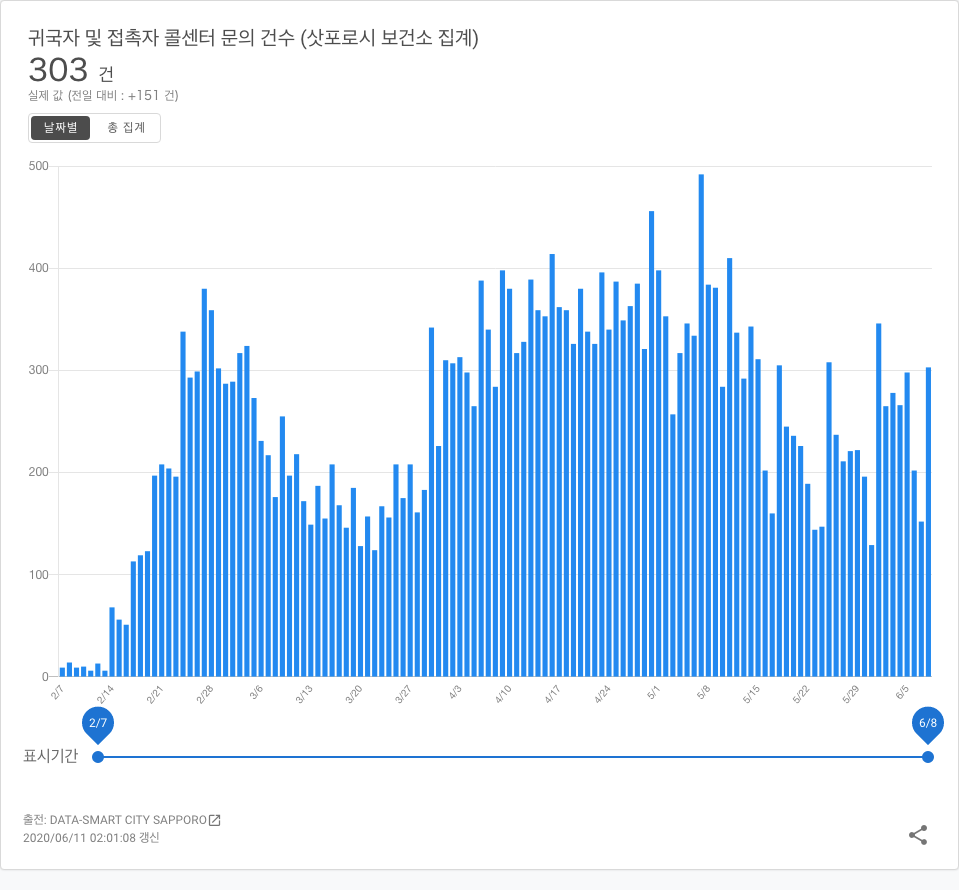 귀국자 및 접촉자 콜센터 문의 건수 (삿포로시 보건소 집계)
303 건
실제 값 (전일 대비 : +151 건)
날짜별 총 집계
500
400
300
200
100
0
2/7 2/14 2/21 2/28 3/6 3/13 3/20 3/27 4/3 4/10 4/17 4/24 5/1 5/8 5/15 5/22 5/29 6/5
2/7 6/8
표시기간
출전: DATA-SMART CITY SAPPORO
2020/06/11 02:01:08 갱신